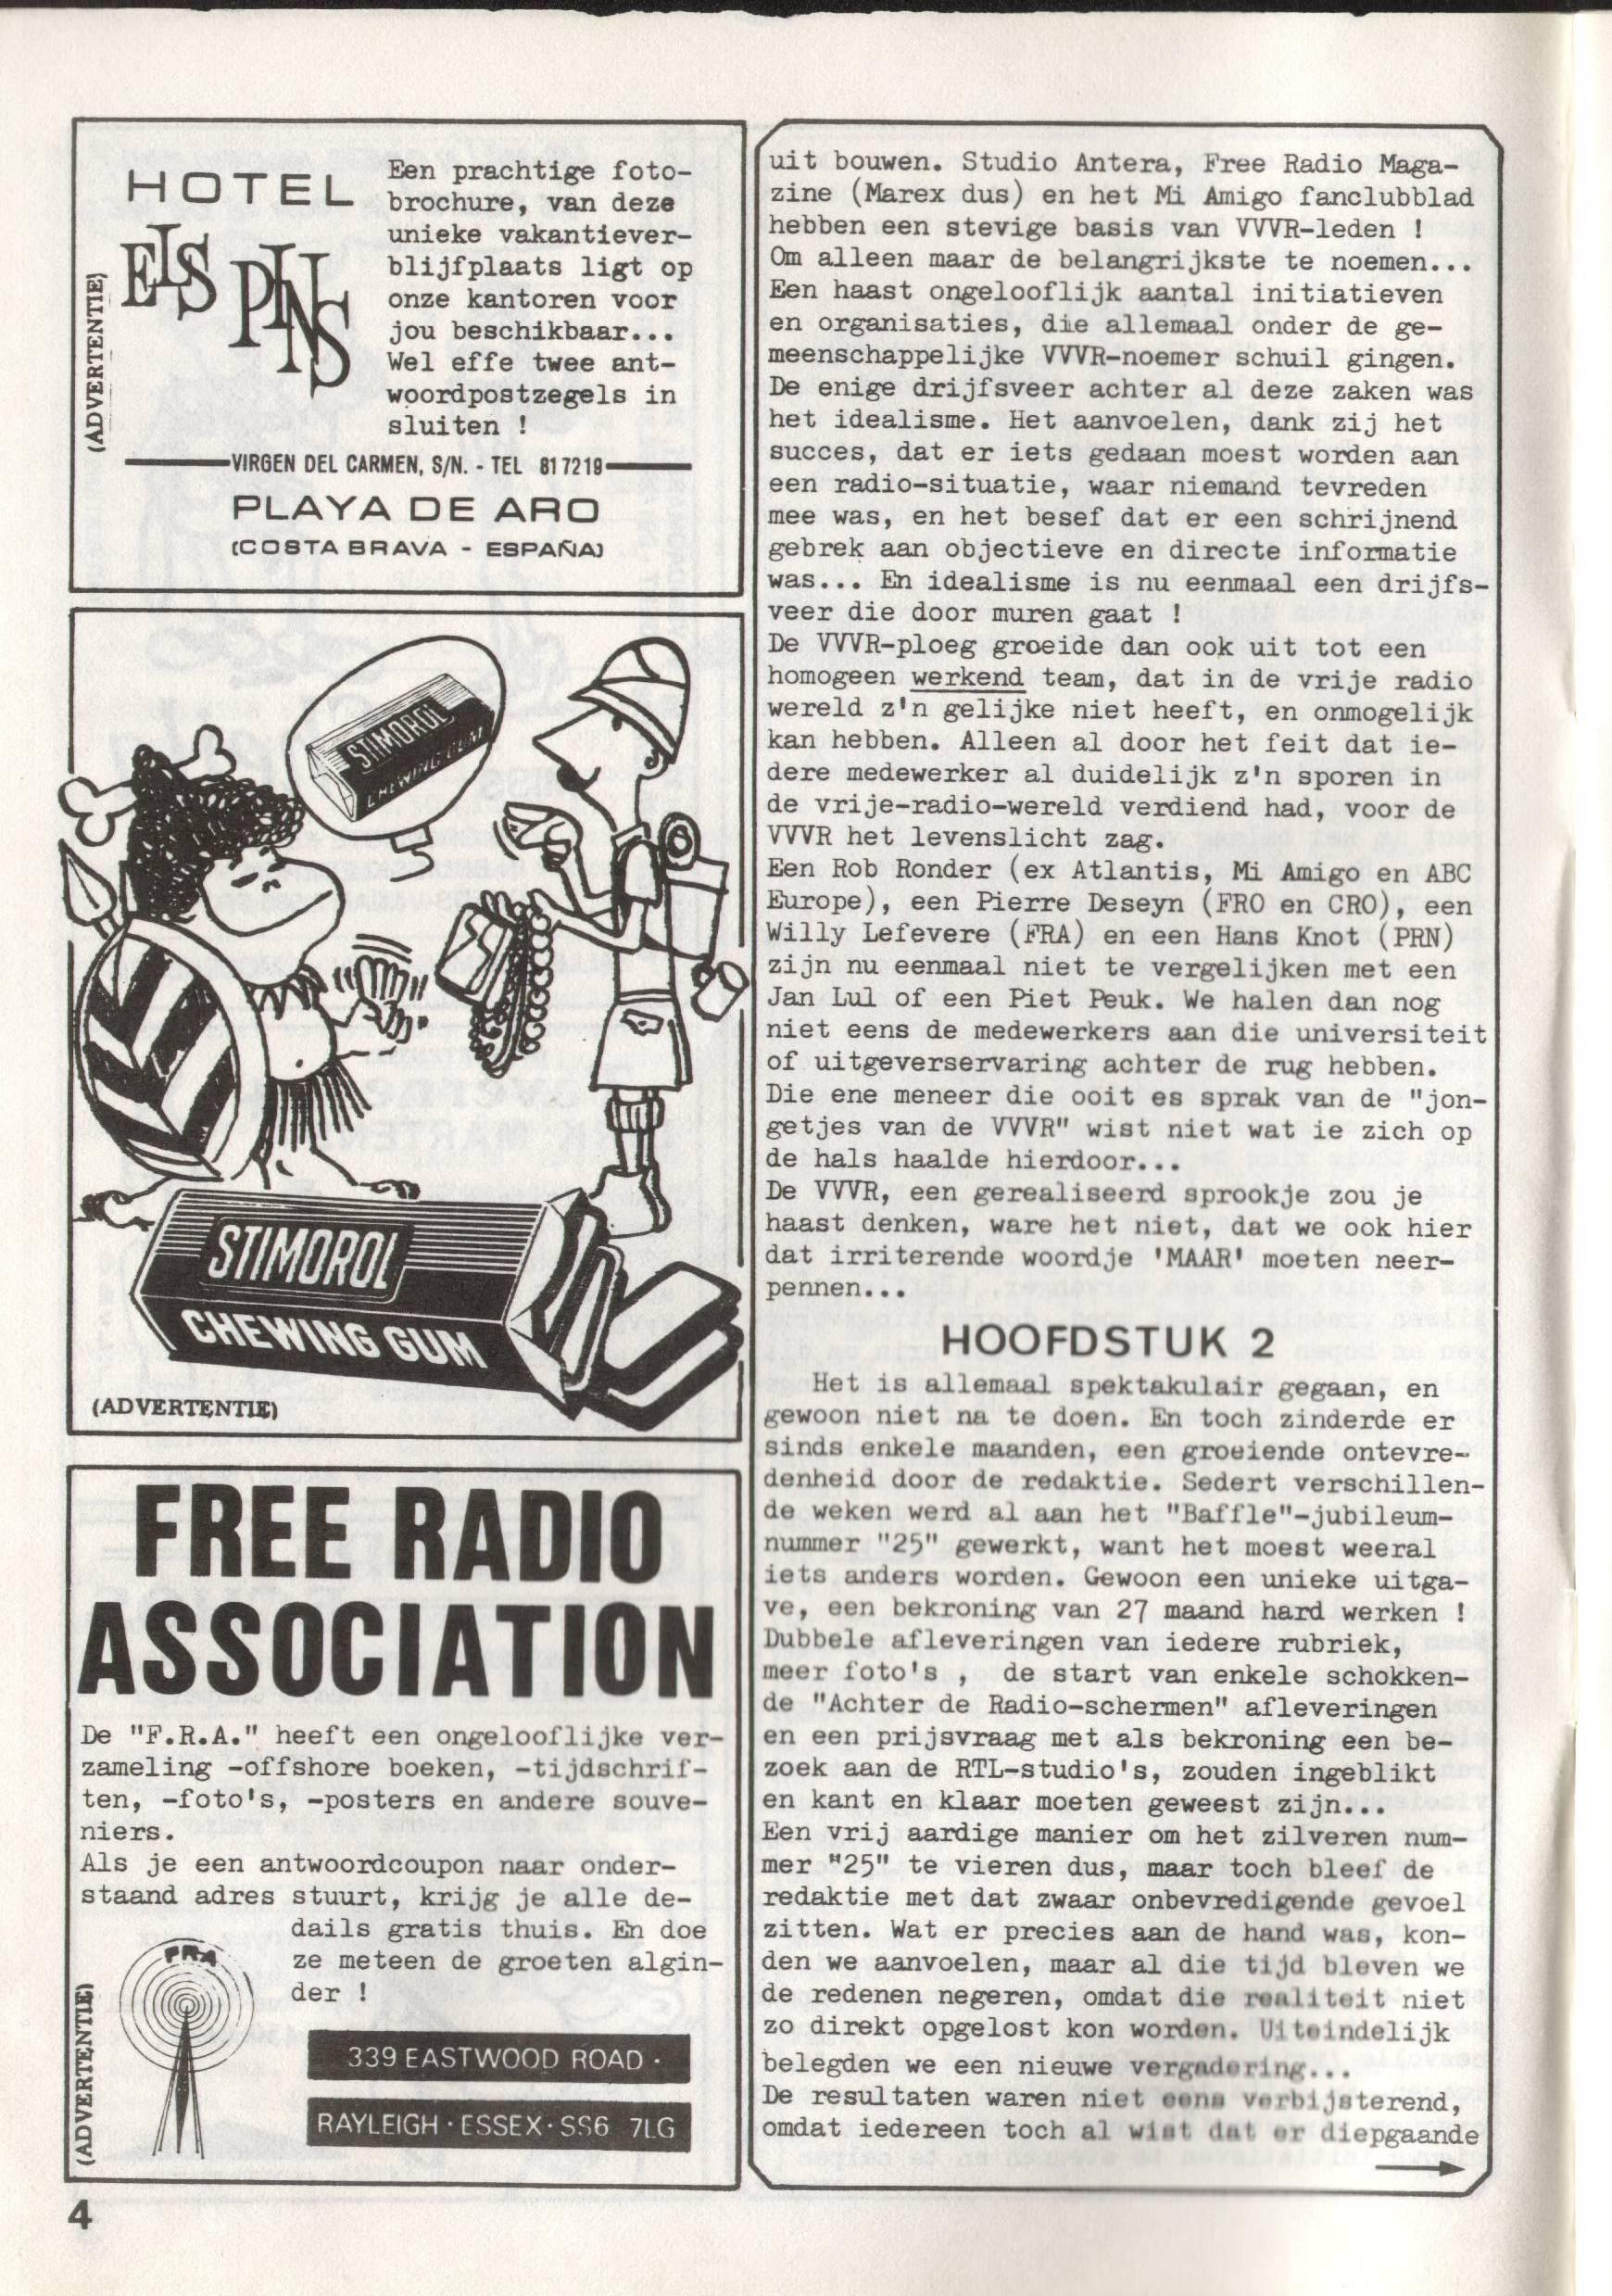 HOTEL
ELS PINS
Een prachtige foto-
brochure, van deze
unieke vakantiever-
blijfplaats ligt op
onze kantoren voor
jou beschikbaar...
Wel effe twee ant-
woordpostzegels in
sluiten !
(ADVERTENTIE)
VIRGEN DEL CARMEN, S/N. - TEL 817219
PLAYA DE ARO
(COSTA BRAVA - ESPAÑA)
STIMOROL
CHEWING GUM
STIMOROL
CHEWING GUM
(ADVERTENTIE)
FREE RADIO
ASSOCIATION
De "F.R.A." heeft een ongelooflijke ver-
zameling -offshore boeken, -tijdschrif-
ten, -foto's, -posters en andere souve-
niers.
Als je een antwoordcoupon naar onder-
staand adres stuurt, krijg je alle de-
dails gratis thuis. En doe
ze meteen de groeten algin-
der !
FRA
(ADVERTENTIE)
339 EASTWOOD ROAD ·
RAYLEIGH · ESSEX · SS6 7LG
4
uit bouwen. Studio Antera, Free Radio Maga-
zine (Marex dus) en het Mi Amigo fanclubblad
hebben een stevige basis van VVVR-leden !
Om alleen maar de belangrijkste te noemen...
Een haast ongelooflijk aantal initiatieven
en organisaties, die allemaal onder de ge-
meenschappelijke VVVR-noemer schuil gingen.
De enige drijfsveer achter al deze zaken was
het idealisme. Het aanvoelen, dank zij het
succes, dat er iets gedaan moest worden aan
een radio-situatie, waar niemand tevreden
mee was, en het besef dat er een schrijnend
gebrek aan objectieve en directe informatie
was... En idealisme is nu eenmaal een drijfs-
veer die door muren gaat !
De VVVR-ploeg groeide dan ook uit tot een
homogeen werkend team, dat in de vrije radio
wereld z'n gelijke niet heeft, en onmogelijk
kan hebben. Alleen al door het feit dat ie-
dere medewerker al duidelijk z'n sporen in
de vrije-radio-wereld verdiend had, voor de
VVVR het levenslicht zag.
Een Rob Ronder (ex Atlantis, Mi Amigo en ABC
Europe), een Pierre Deseyn (FRO en CRO), een
Willy Lefevere (FRA) en een Hans Knot (PRN)
zijn nu eenmaal niet te vergelijken met een
Jan Lul of een Piet Peuk. We halen dan nog
niet eens de medewerkers aan die universiteit
of uitgeverservaring achter de rug hebben.
Die ene meneer die ooit es sprak van de "jon-
getjes van de VVVR" wist niet wat ie zich op
de hals haalde hierdoor...
De VVVR, een gerealiseerd sprookje zou je
haast denken, ware het niet, dat we ook hier
dat irriterende woordje 'MAAR' moeten neer-
pennen...
HOOFDSTUK 2
Het is allemaal spektakulair gegaan, en
gewoon niet na te doen. En toch zinderde er
sinds enkele maanden, een groeiende ontevre-
denheid door de redaktie. Sedert verschillen-
de weken werd al aan het "Baffle"-jubileum-
nummer "25" gewerkt, want het moest weeral
iets anders worden. Gewoon een unieke uitga-
ve, een bekroning van 27 maand hard werken !
Dubbele afleveringen van iedere rubriek,
meer foto's , de start van enkele schokken-
de "Achter de Radio-schermen" afleveringen
en een prijsvraag met als bekroning een be-
zoek aan de RTL-studio's, zouden ingeblikt
en kant en klaar moeten geweest zijn...
Een vrij aardige manier om het zilveren num-
mer "25" te vieren dus, maar toch bleef de
redaktie met dat zwaar onbevredigende gevoel
zitten. Wat er precies aan de hand was, kon-
den we aanvoelen, maar al die tijd bleven we
de redenen negeren, omdat die realiteit niet
zo direkt opgelost kon worden. Uiteindelijk
belegden we een nieuwe vergadering...
De resultaten waren niet eens verbijsterend,
omdat iedereen toch al wist dat er diepgaande